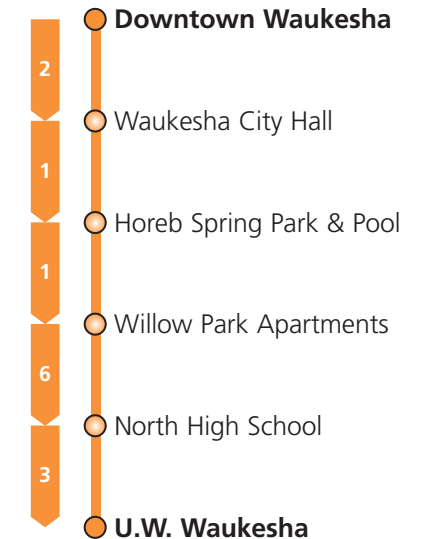 Downtown Waukesha
2
Waukesha City Hall
1
Horeb Spring Park & Pool
1
Willow Park Apartments
6
North High School
3
U.W. Waukesha